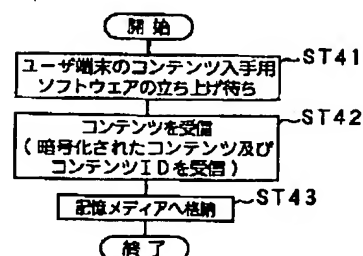 開始
ユーザ端末のコンテンツ入手用
ソフトウェアの立ち上げ待ち
ST41
コンテンツを受信
(暗号化されたコンテンツ及び
コンテンツIDを受信)
ST42
記憶メディアへ格納
ST43
終了